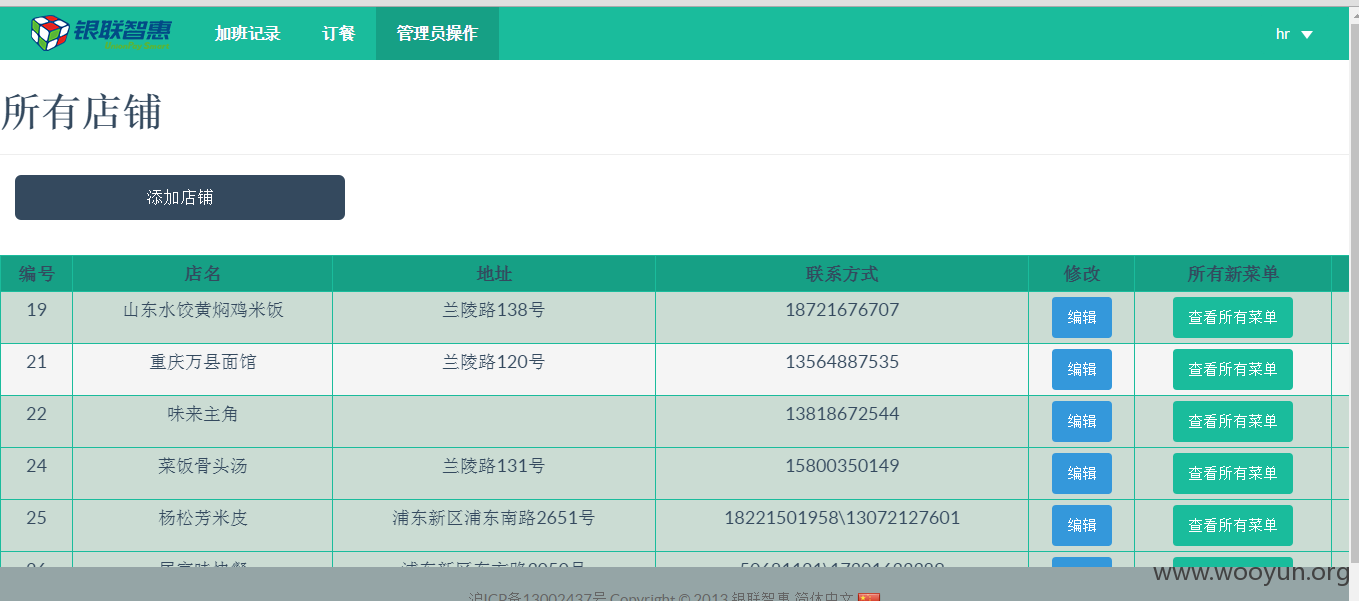 银联智惠 加班记录 订餐 管理员操作 hr
所有店铺
添加店铺
编号 店名 地址 联系方式 修改 所有新菜单
19 山东水饺黄焖鸡米饭 兰陵路138号 18721676707 编辑 查看所有菜单
21 重庆万县面馆 兰陵路120号 13564887535 编辑 查看所有菜单
22 味来主角 13818672544 编辑 查看所有菜单
24 菜饭骨头汤 兰陵路131号 15800350149 编辑 查看所有菜单
25 杨松芳米皮 浦东新区浦东南路2651号 18221501958\13072127601 编辑 查看所有菜单
26
www.wooyun.org
沪ICP备13002437号 Copyright © 2013 银联智惠 简体中文